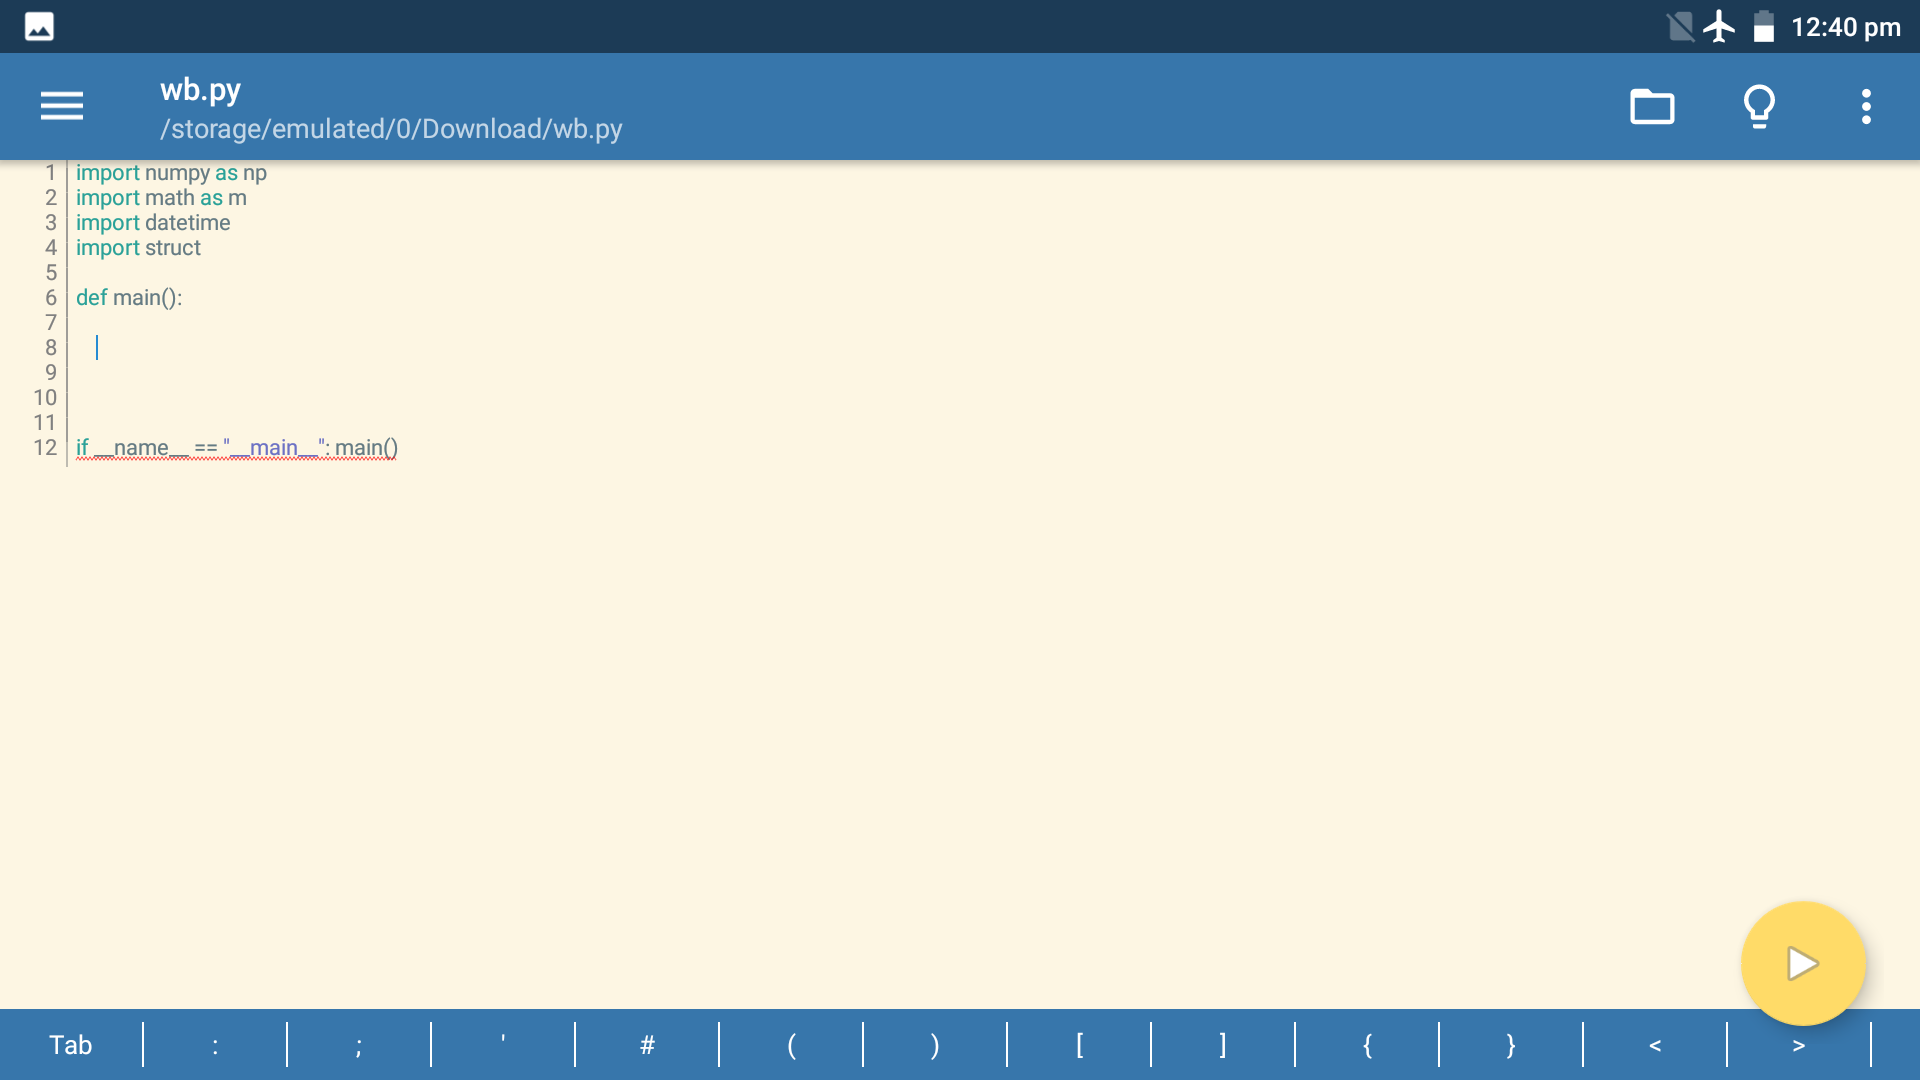 12:40 pm
wb.py
/storage/emulated/0/Download/wb.py
1 import numpy as np
2 import math as m
3 import datetime
4 import struct
5
6 def main():
7
8
9
10
11
12 if __name__ == "__main__": main()
Tab : ; ' # ( ) [ ] { } < >